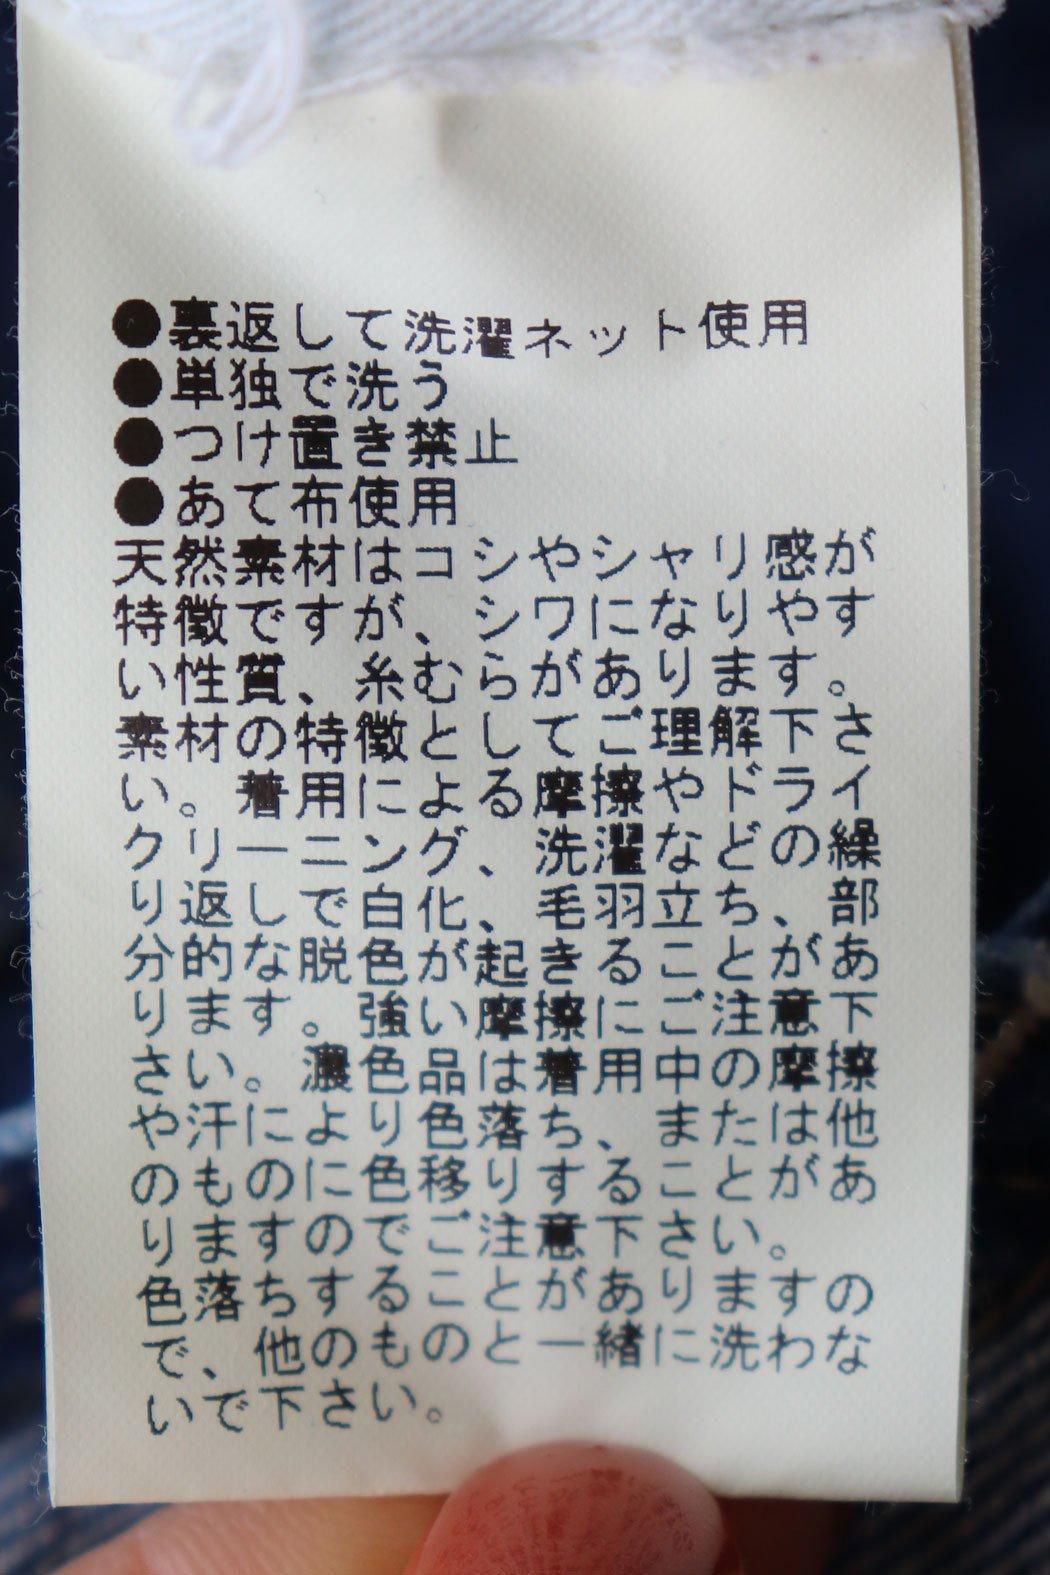 ●裏返して洗濯ネット使用
●単独で洗う
●つけ置き禁止
●あて布使用
天然素材はコシやシャリ感が
特徴ですが、シワになりやす
い性質、糸むらがあります。
素材の特徴としてご理解下さ
い。着用による摩擦やドライ
クリーニング、洗濯などの、繰
り返しで白化、毛羽立ち、部
分的な脱色が起きることがあ
ります。強い摩擦にご注意下
さい。濃色品は着用中の摩擦
や汗により色落ち、または他
のものに色移りすることがあ
りますのでご注意下さい。
色落ちすることがありますの
で、他のものと一緒に洗わな
いで下さい。